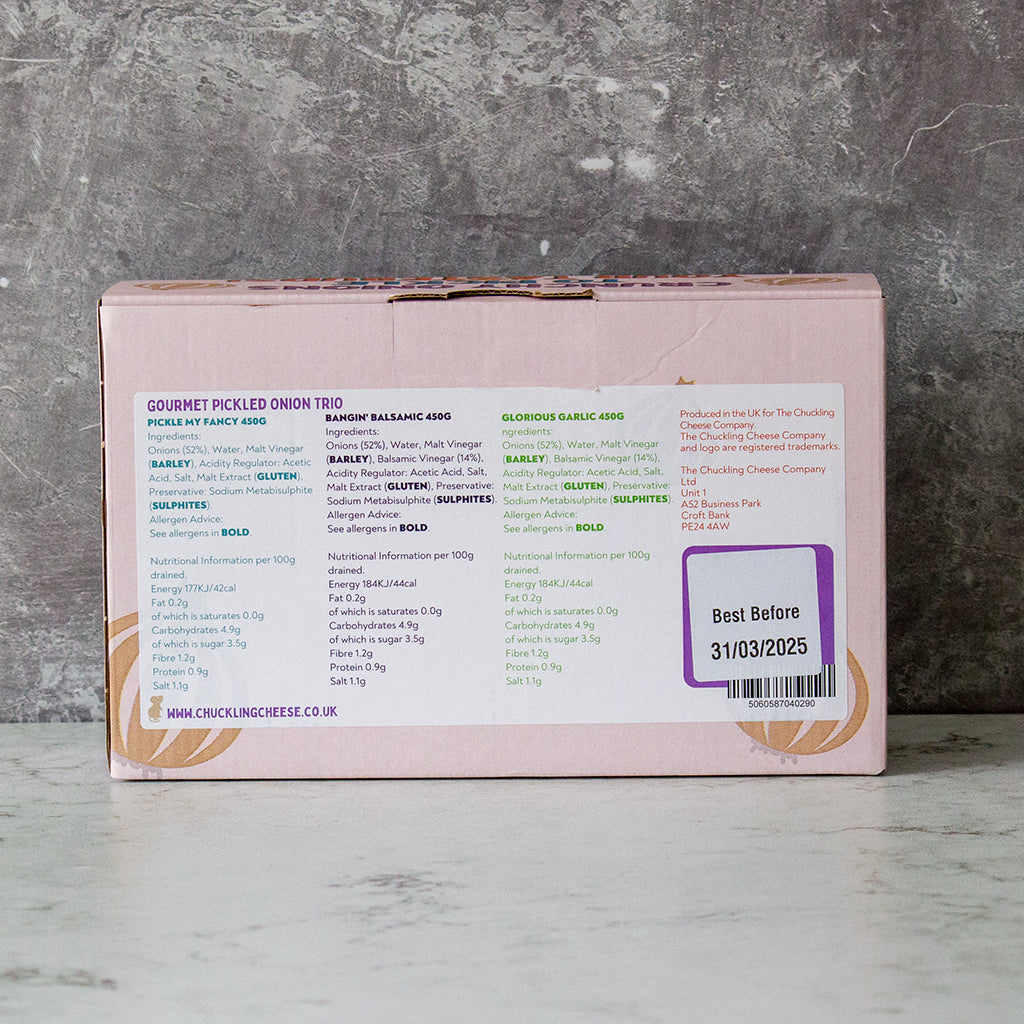 CRUNCHY ONIONS
GOURMET PICKLED ONION TRIO
PICKLE MY FANCY 450G
Ingredients:
Onions (52%), Water, Malt Vinegar
(BARLEY), Acidity Regulator: Acetic
Acid, Salt, Malt Extract (GLUTEN),
Preservative: Sodium Metabisulphite
(SULPHITES).
Allergen Advice:
See allergens in BOLD.
Nutritional Information per 100g
drained.
Energy 177KJ/42cal
Fat 0.2g
of which is saturates 0.0g
Carbohydrates 4.9g
of which is sugar 3.5g
Fibre 1.2g
Protein 0.9g
Salt 1.1g
WWW.CHUCKLINGCHEESE.CO.UK
BANGIN' BALSAMIC 450G
Ingredients:
Onions (52%), Water, Malt Vinegar
(BARLEY), Balsamic Vinegar (14%),
Acidity Regulator: Acetic Acid, Salt,
Malt Extract (GLUTEN), Preservative:
Sodium Metabisulphite (SULPHITES).
Allergen Advice:
See allergens in BOLD.
Nutritional Information per 100g
drained.
Energy 184KJ/44cal
Fat 0.2g
of which is saturates 0.0g
Carbohydrates 4.9g
of which is sugar 3.5g
Fibre 1.2g
Protein 0.9g
Salt 1.1g
GLORIOUS GARLIC 450G
ngredients:
Onions (52%), Water, Malt Vinegar
(BARLEY), Balsamic Vinegar (14%),
Acidity Regulator: Acetic Acid, Salt,
Malt Extract (GLUTEN), Preservative:
Sodium Metabisulphite (SULPHITES).
Allergen Advice:
See allergens in BOLD.
Nutritional Information per 100g
drained.
Energy 184KJ/44cal
Fat 0.2g
of which is saturates 0.0g
Carbohydrates 4.9g
of which is sugar 3.5g
Fibre 1.2g
Protein 0.9g
Salt 1.1g
Produced in the UK for The Chuckling
Cheese Company.
The Chuckling Cheese Company
and logo are registered trademarks.
The Chuckling Cheese Company
Ltd
Unit 1
A52 Business Park
Croft Bank
PE24 4AW
Best Before
31/03/2025
5060587040290